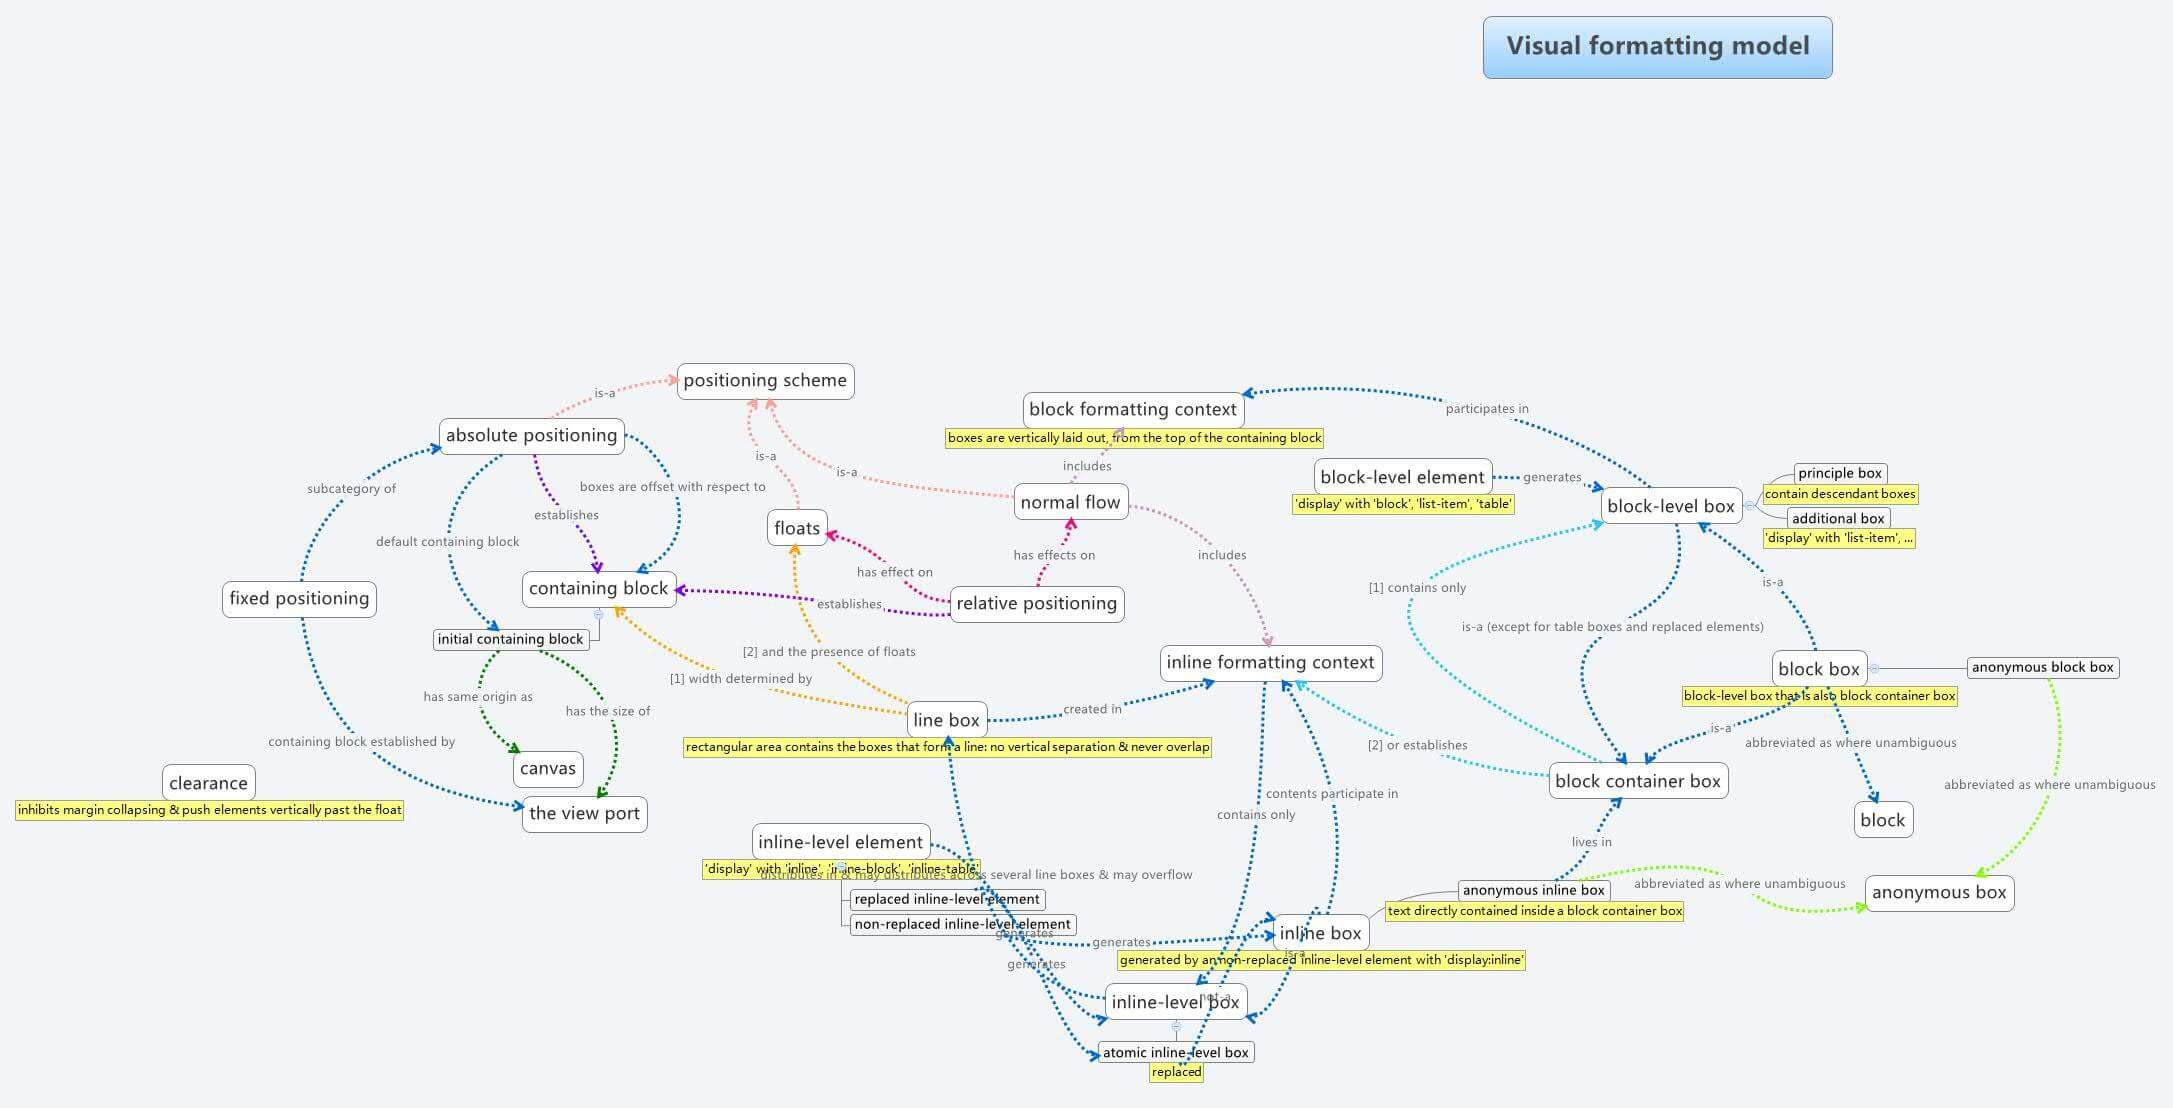 Visual formatting model
positioning scheme
is-a
block formatting context
boxes are vertically laid out, from the top of the containing block
participates in
absolute positioning
is-a
is-a
includes
block-level element
'display' with 'block', 'list-item', 'table'
generates
block-level box
principle box
contain descendant boxes
additional box
'display' with 'list-item', ...
subcategory of
boxes are offset with respect to
establishes
default containing block
normal flow
floats
has effects on
has effect on
includes
fixed positioning
containing block
establishes
relative positioning
[1] contains only
is-a
is-a (except for table boxes and replaced elements)
initial containing block
[2] and the presence of floats
[1] width determined by
inline formatting context
block box
block-level box that is also block container box
anonymous block box
has same origin as
has the size of
line box
rectangular area contains the boxes that form a line: no vertical separation & never overlap
created in
is-a
abbreviated as where unambiguous
containing block established by
[2] or establishes
canvas
clearance
inhibits margin collapsing & push elements vertically past the float
the view port
block container box
abbreviated as where unambiguous
contents participate in
contains only
block
inline-level element
'display' with 'inline', 'inline-block', 'inline-table'
distributes in & may distributes across several line boxes & may overflow
lives in
replaced inline-level element
non-replaced inline-level element
anonymous inline box
text directly contained inside a block container box
abbreviated as where unambiguous
anonymous box
generates
generates
generates
inline box
generated by an non-replaced inline-level element with 'display:inline'
is-a
inline-level box
not-a
atomic inline-level box
replaced